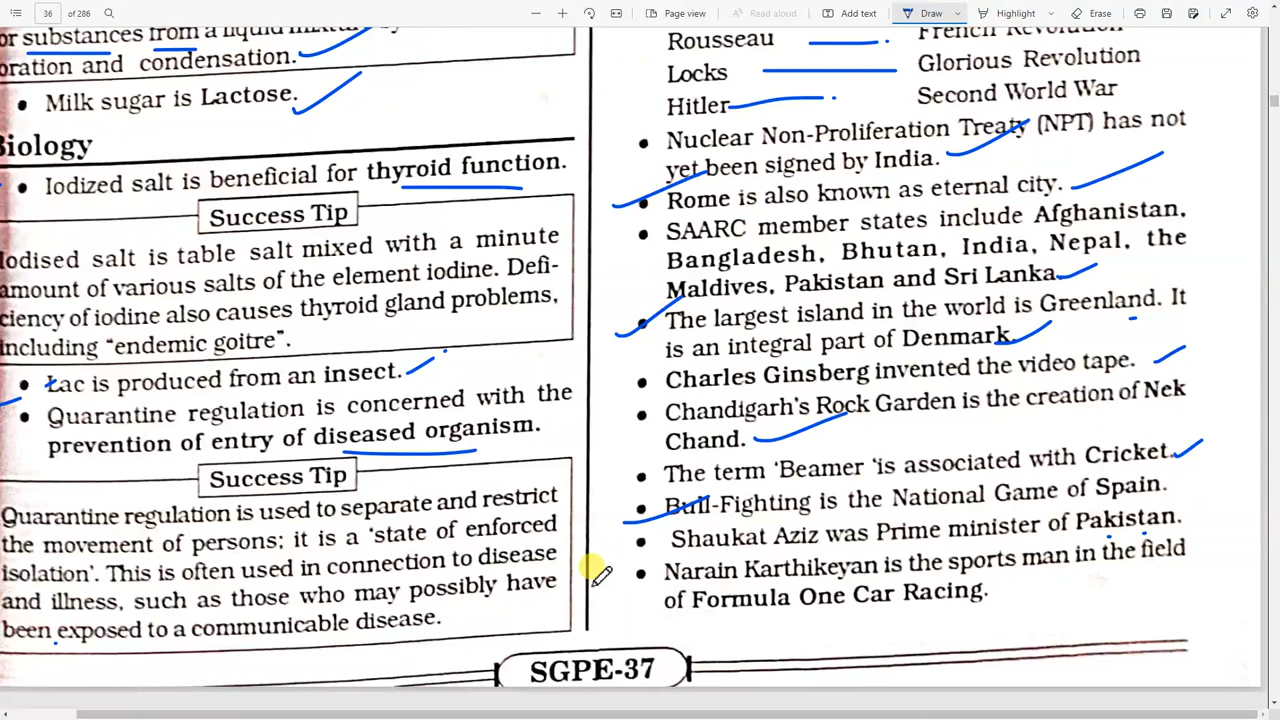 36 of 286
Page view
Read aloud
Add text
Draw
Highlight
Erase
or substances from a liquid
oration and condensation.
• Milk sugar is Lactose.
Biology
• Iodized salt is beneficial for thyroid function.
Success Tip
Iodised salt is table salt mixed with a minute
amount of various salts of the element iodine. Defi-
ciency of iodine also causes thyroid gland problems,
including "endemic goitre".
• Lac is produced from an insect.
• Quarantine regulation is concerned with the
prevention of entry of diseased organism.
Success Tip
Quarantine regulation is used to separate and restrict
the movement of persons; it is a 'state of enforced
isolation'. This is often used in connection to disease
and illness, such as those who may possibly have
been exposed to a communicable disease.
Rousseau French Revolution
Locks Glorious Revolution
Hitler Second World War
• Nuclear Non-Proliferation Treaty (NPT) has not
yet been signed by India.
• Rome is also known as eternal city.
• SAARC member states include Afghanistan,
Bangladesh, Bhutan, India, Nepal, the
Maldives, Pakistan and Sri Lanka
• The largest island in the world is Greenland. It
is an integral part of Denmark.
• Charles Ginsberg invented the video tape.
• Chandigarh's Rock Garden is the creation of Nek
Chand.
• The term 'Beamer 'is associated with Cricket.
• Bull-Fighting is the National Game of Spain.
• Shaukat Aziz was Prime minister of Pakistan.
• Narain Karthikeyan is the sports man in the field
of Formula One Car Racing.
SGPE-37